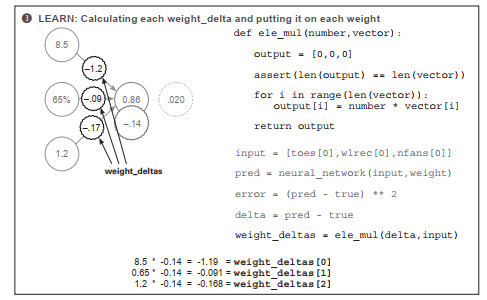 ❸ LEARN: Calculating each weight_delta and putting it on each weight
8.5
65%
1.2
–1.2
–.09
–.17
0.86
–.14
.020
weight_deltas
def ele_mul(number,vector):
output = [0,0,0]
assert(len(output) == len(vector))
for i in range(len(vector)):
output[i] = number * vector[i]
return output
input = [toes[0],wlrec[0],nfans[0]]
pred = neural_network(input,weight)
error = (pred - true) ** 2
delta = pred - true
weight_deltas = ele_mul(delta,input)
8.5 * -0.14 = -1.19 = weight_deltas[0]
0.65 * -0.14 = -0.091 = weight_deltas[1]
1.2 * -0.14 = -0.168 = weight_deltas[2]